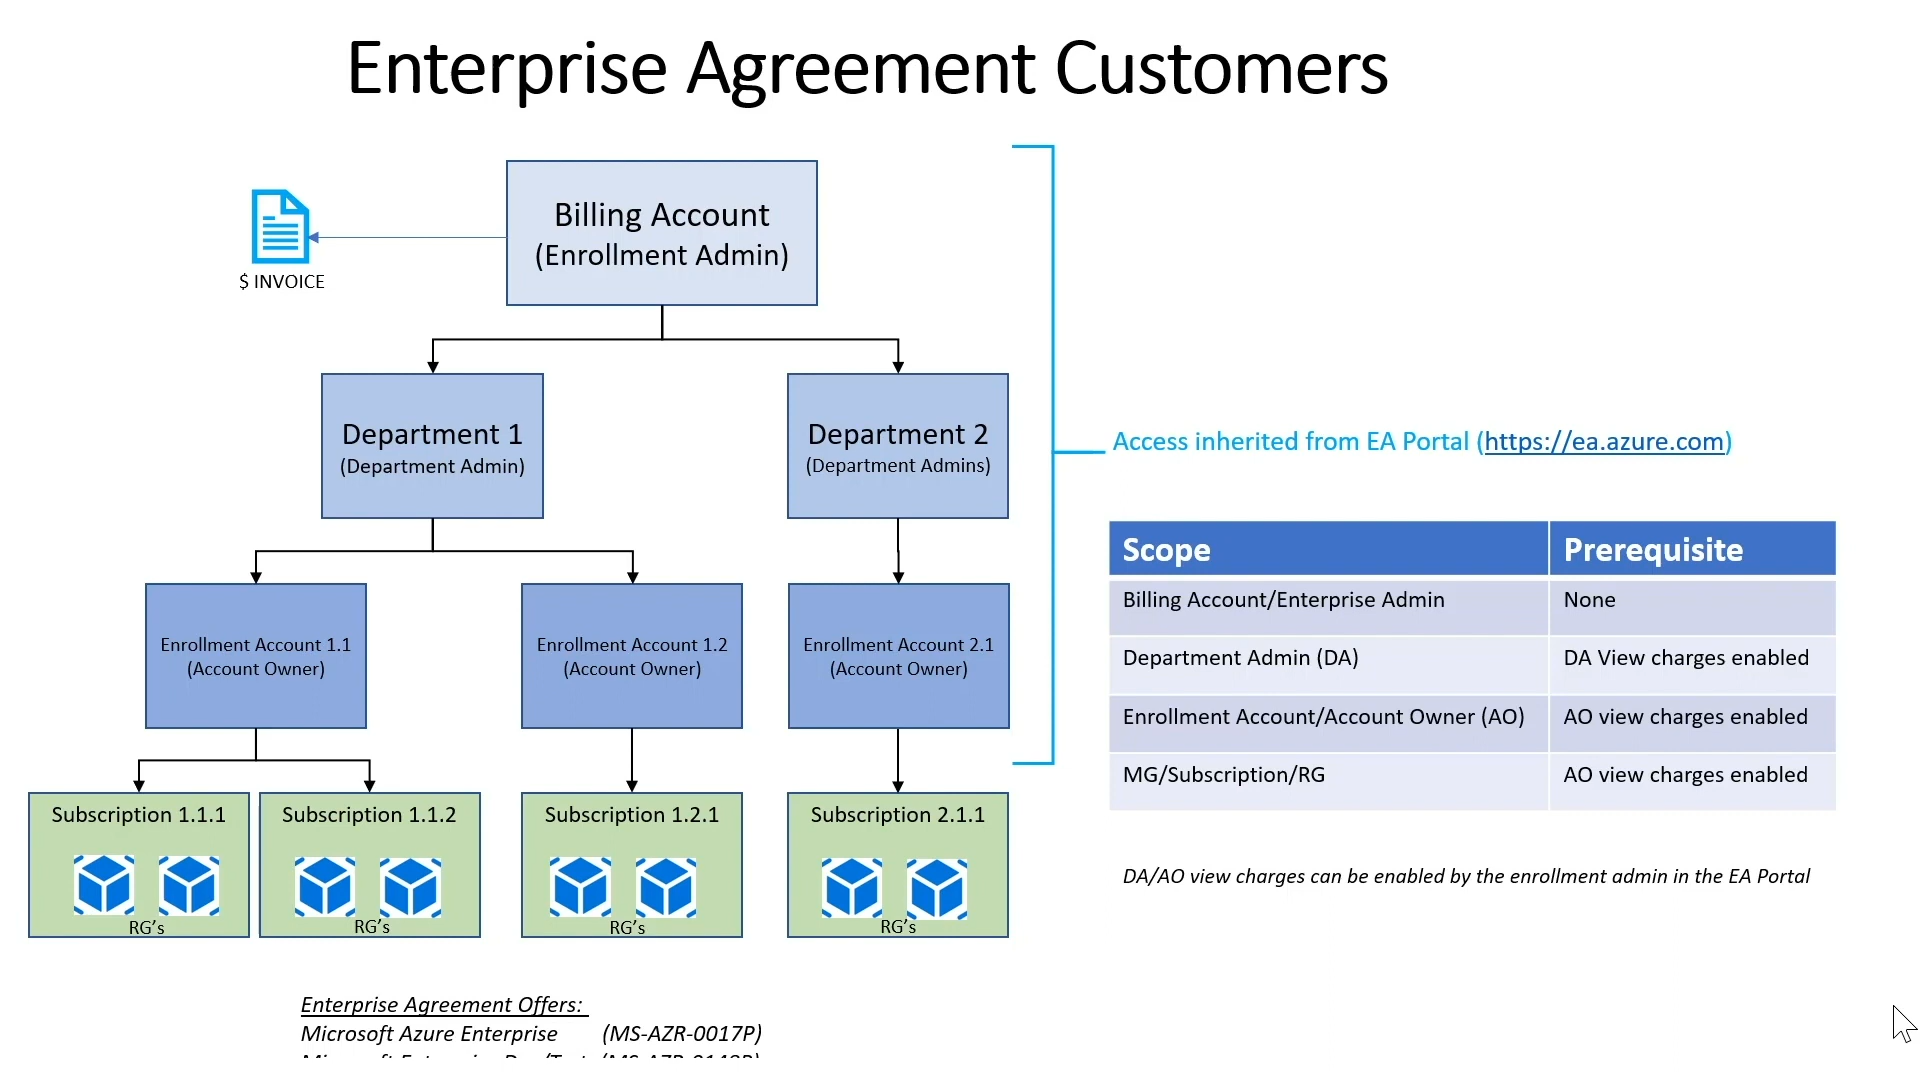 Enterprise Agreement Customers
Billing Account
(Enrollment Admin)
$ INVOICE
Department 1
(Department Admin)
Department 2
(Department Admins)
Access inherited from EA Portal (https://ea.azure.com)
Scope Prerequisite
Billing Account/Enterprise Admin None
Department Admin (DA) DA View charges enabled
Enrollment Account/Account Owner (AO) AO view charges enabled
MG/Subscription/RG AO view charges enabled
Enrollment Account 1.1
(Account Owner)
Enrollment Account 1.2
(Account Owner)
Enrollment Account 2.1
(Account Owner)
Subscription 1.1.1
RG's
Subscription 1.1.2
RG's
Subscription 1.2.1
RG's
Subscription 2.1.1
RG's
DA/AO view charges can be enabled by the enrollment admin in the EA Portal
Enterprise Agreement Offers:
Microsoft Azure Enterprise (MS-AZR-0017P)